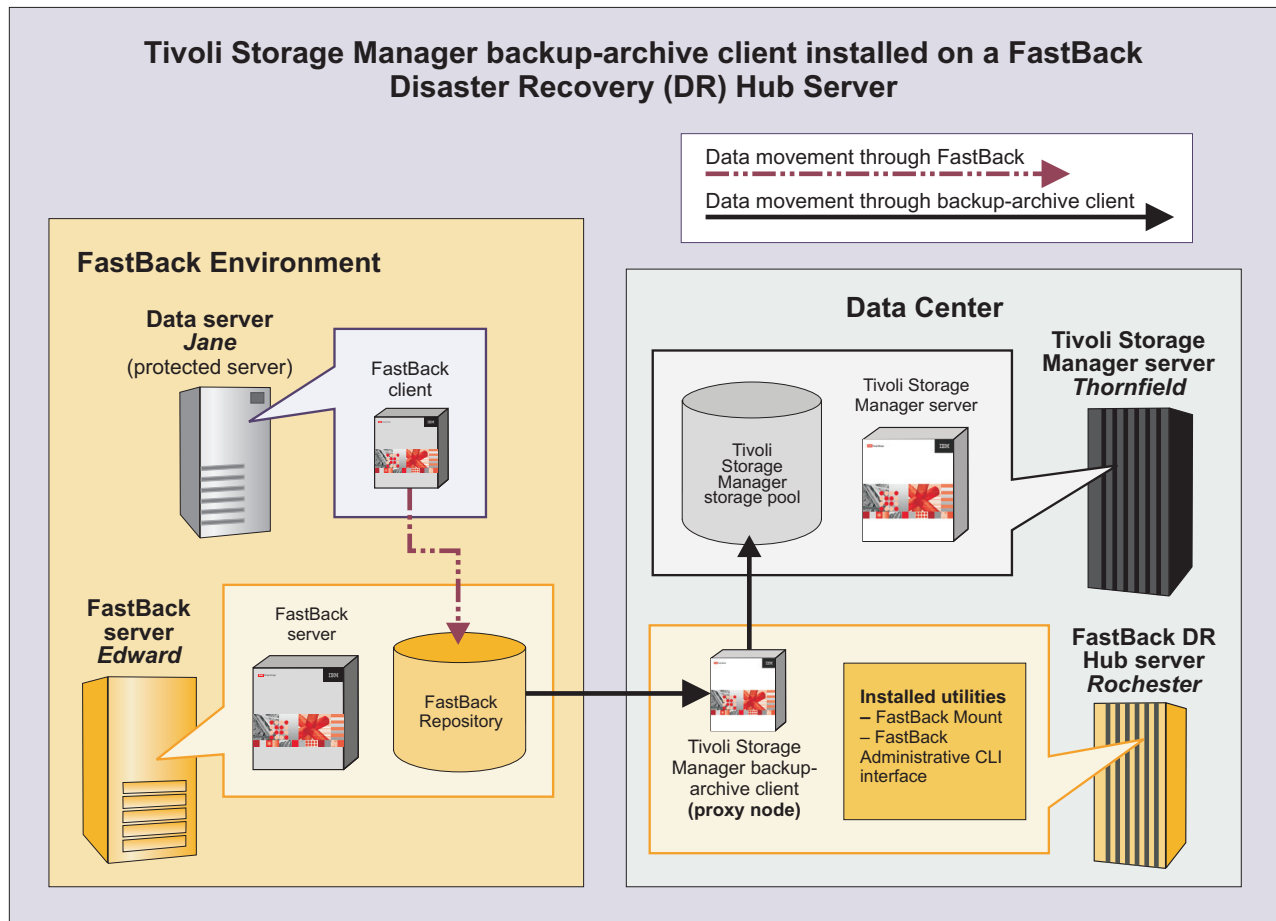 Tivoli Storage Manager backup-archive client installed on a FastBack
Disaster Recovery (DR) Hub Server
Data movement through FastBack
Data movement through backup-archive client
FastBack Environment
Data server
Jane
(protected server)
FastBack
client
FastBack
server
Edward
FastBack
server
FastBack
Repository
Data Center
Tivoli Storage
Manager server
Thornfield
Tivoli
Storage
Manager
storage pool
Tivoli Storage
Manager server
IBM
Tivoli Storage
Manager backup-
archive client
(proxy node)
Installed utilities
– FastBack Mount
– FastBack
Administrative CLI
interface
FastBack DR
Hub server
Rochester